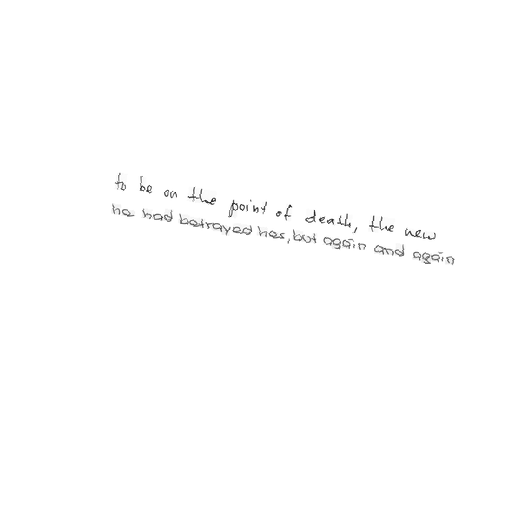 to be on the point of death, the new
he had betrayed her, but again and again